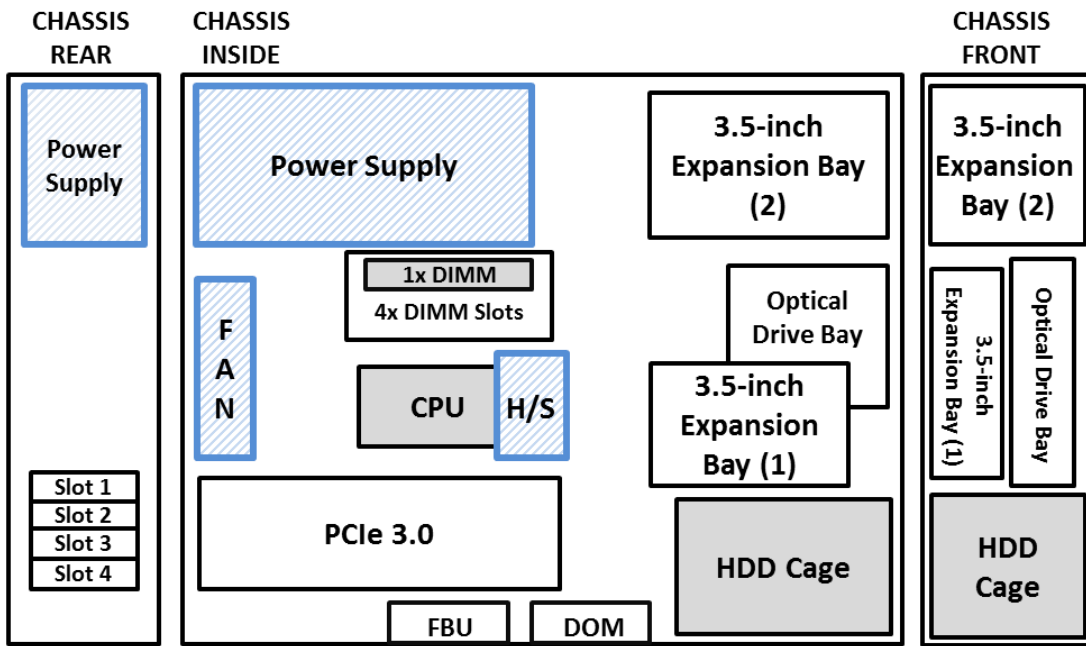 CHASSIS
REAR
Power
Supply
Slot 1
Slot 2
Slot 3
Slot 4
CHASSIS
INSIDE
Power Supply
3.5-inch
Expansion Bay
(2)
1x DIMM
4x DIMM Slots
F
A
N
CPU
H/S
Optical
Drive Bay
3.5-inch
Expansion
Bay (1)
PCIe 3.0
HDD Cage
FBU
DOM
CHASSIS
FRONT
3.5-inch
Expansion
Bay (2)
3.5-inch
Expansion Bay (1)
Optical Drive Bay
HDD
Cage